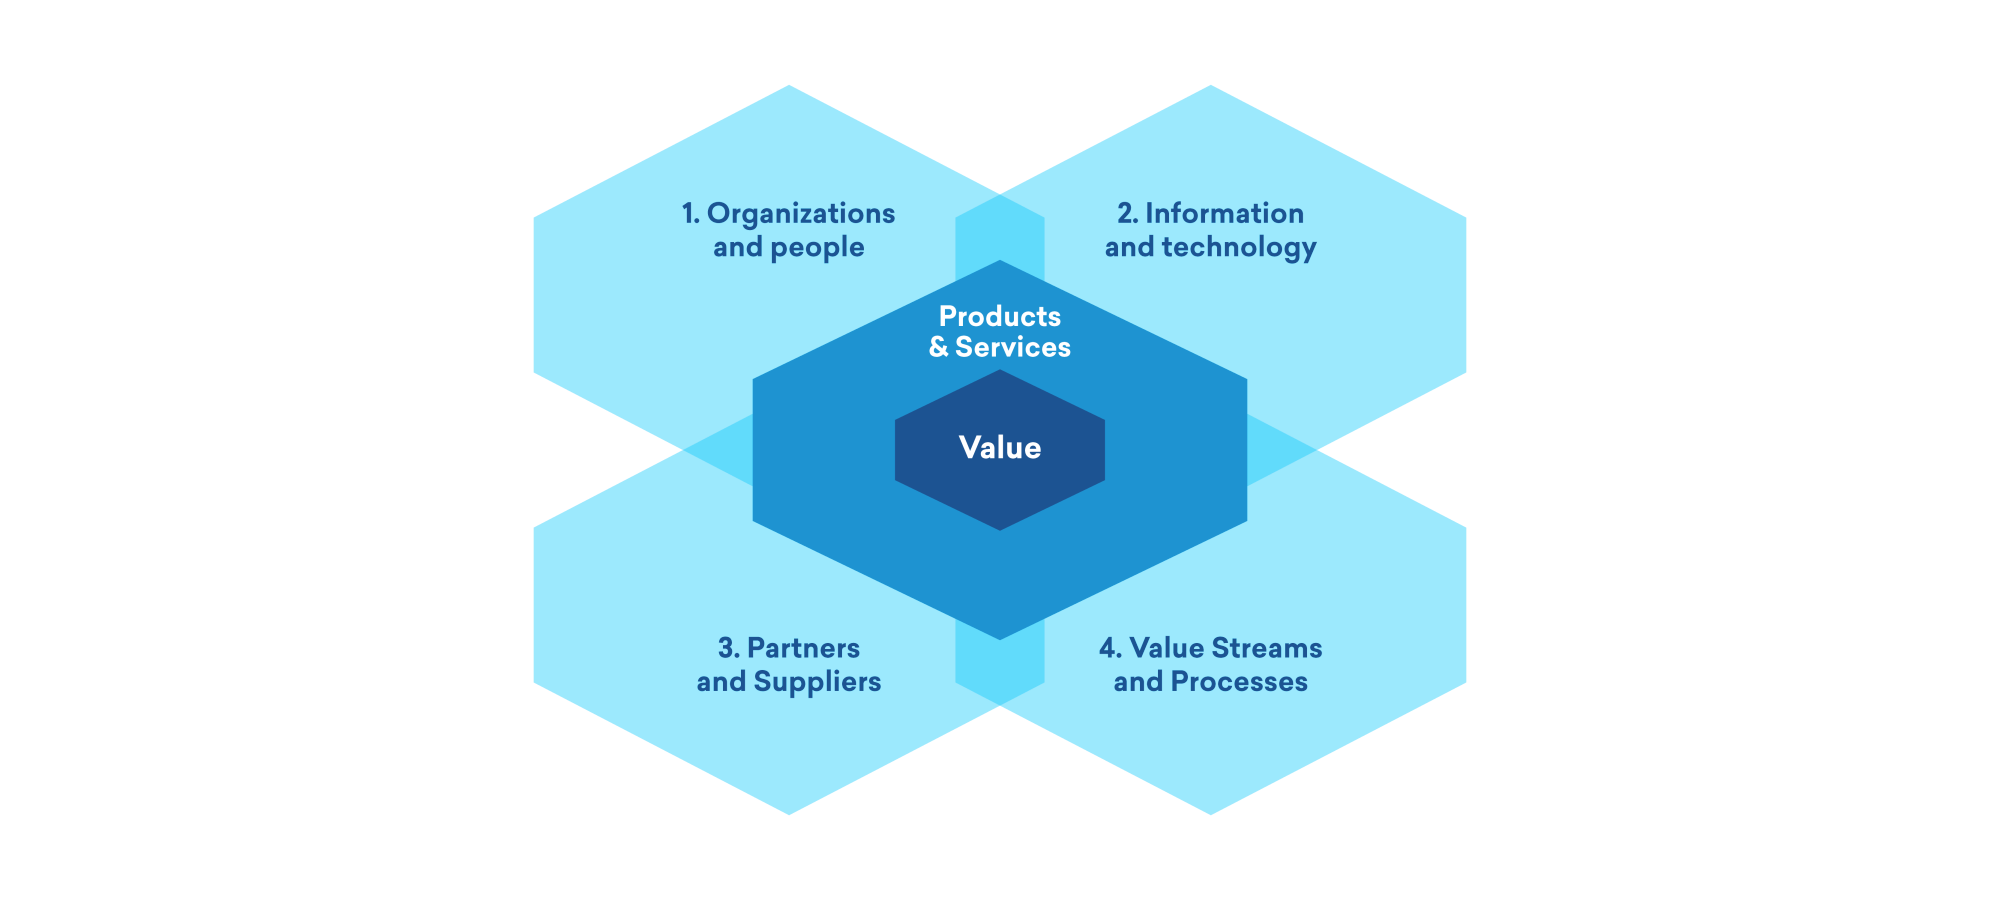 1. Organizations
and people
2. Information
and technology
Products
& Services
Value
3. Partners
and Suppliers
4. Value Streams
and Processes